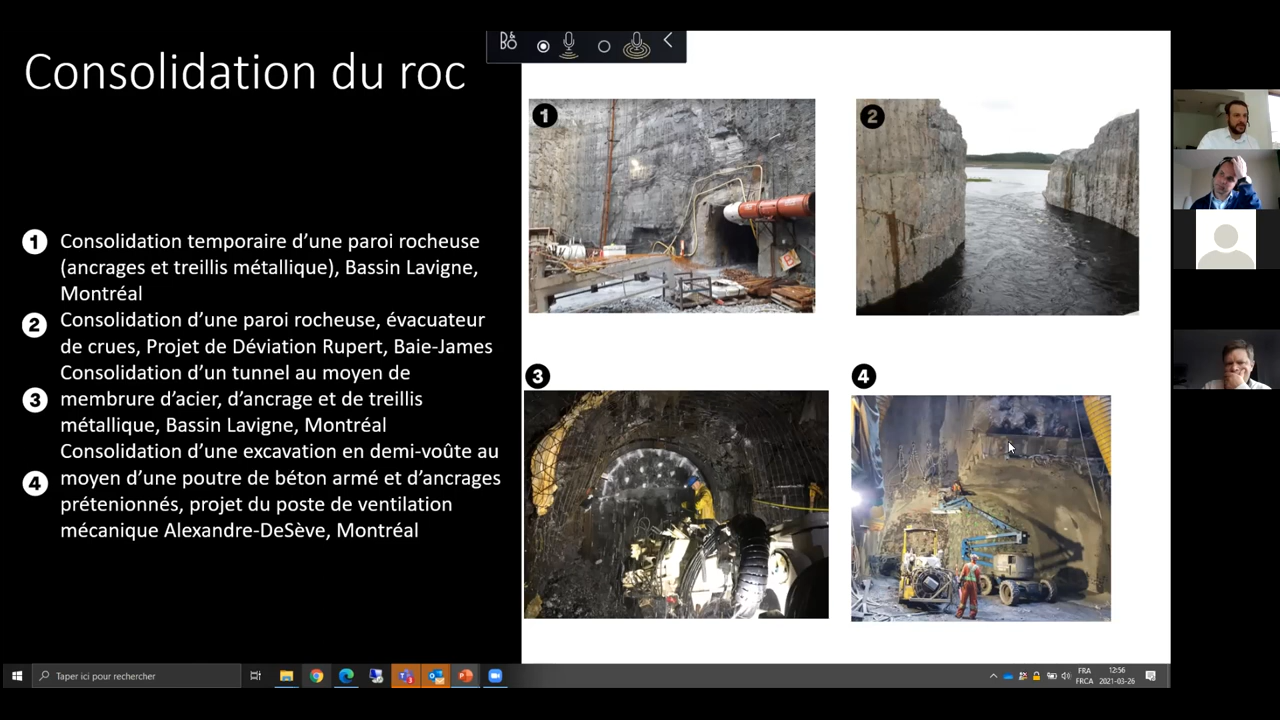 Consolidation du roc
1
Consolidation temporaire d’une paroi rocheuse
(ancrages et treillis métallique), Bassin Lavigne,
Montréal
2
Consolidation d’une paroi rocheuse, évacuateur
de crues, Projet de Déviation Rupert, Baie-James
Consolidation d’un tunnel au moyen de
3
membrure d’acier, d’ancrage et de treillis
métallique, Bassin Lavigne, Montréal
Consolidation d’une excavation en demi-voûte au
4
moyen d’une poutre de béton armé et d’ancrages
prétenionnés, projet du poste de ventilation
mécanique Alexandre-DeSève, Montréal
1
2
3
4
Taper ici pour rechercher
FRA
FRCA
12:56
2021-03-26